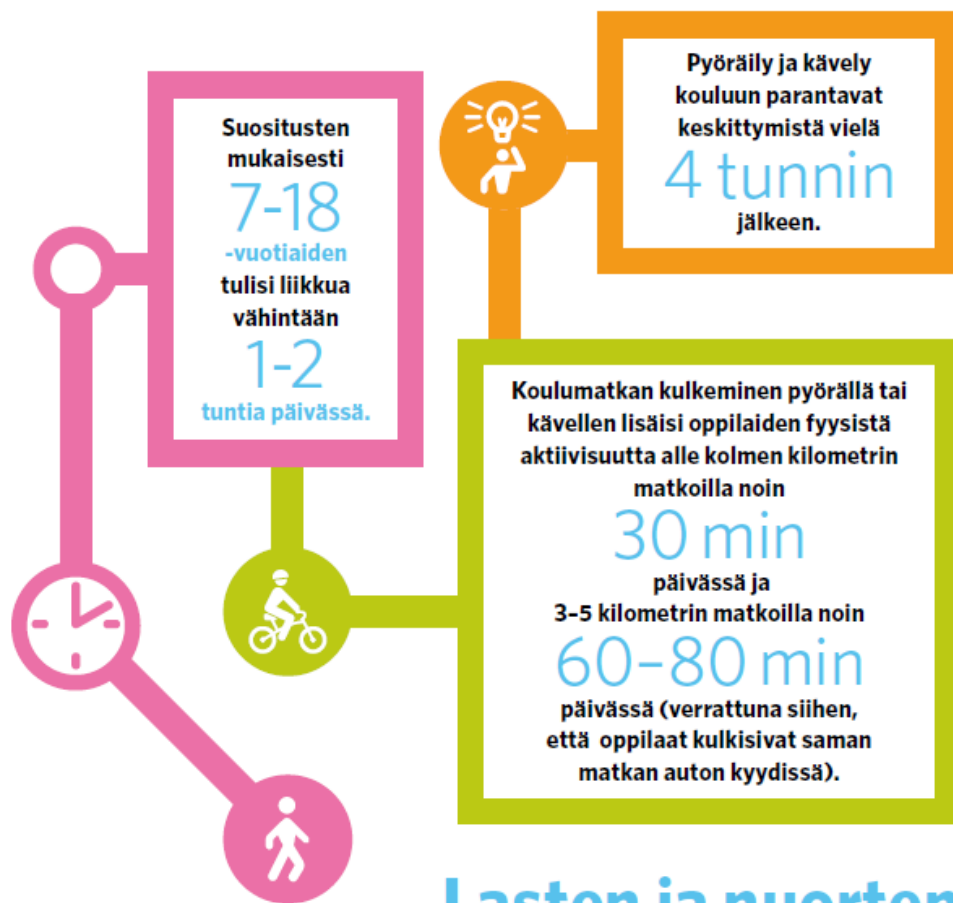 Suositusten
mukaisesti
7-18
-vuotiaiden
tulisi liikkua
vähintään
1-2
tuntia päivässä.
Pyöräily ja kävely
kouluun parantavat
keskittymistä vielä
4 tunnin
jälkeen.
Koulumatkan kulkeminen pyörällä tai
kävellen lisäisi oppilaiden fyysistä
aktiivisuutta alle kolmen kilometrin
matkoilla noin
30 min
päivässä ja
3–5 kilometrin matkoilla noin
60–80 min
päivässä (verrattuna siihen,
että oppilaat kulkisivat saman
matkan auton kyydissä).
Lasten ja nuorten